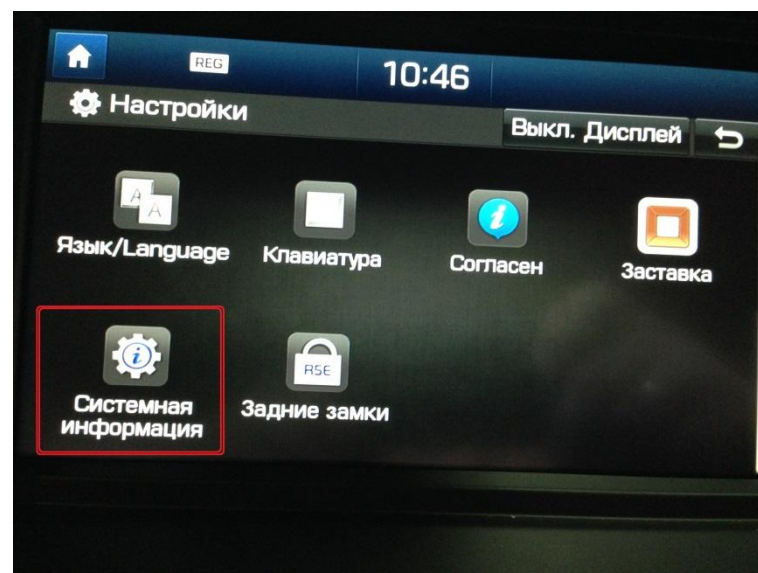 REG
10:46
Настройки
Выкл. Дисплей
Язык/Language
Клавиатура
Согласен
Заставка
Системная
информация
RSE
Задние замки